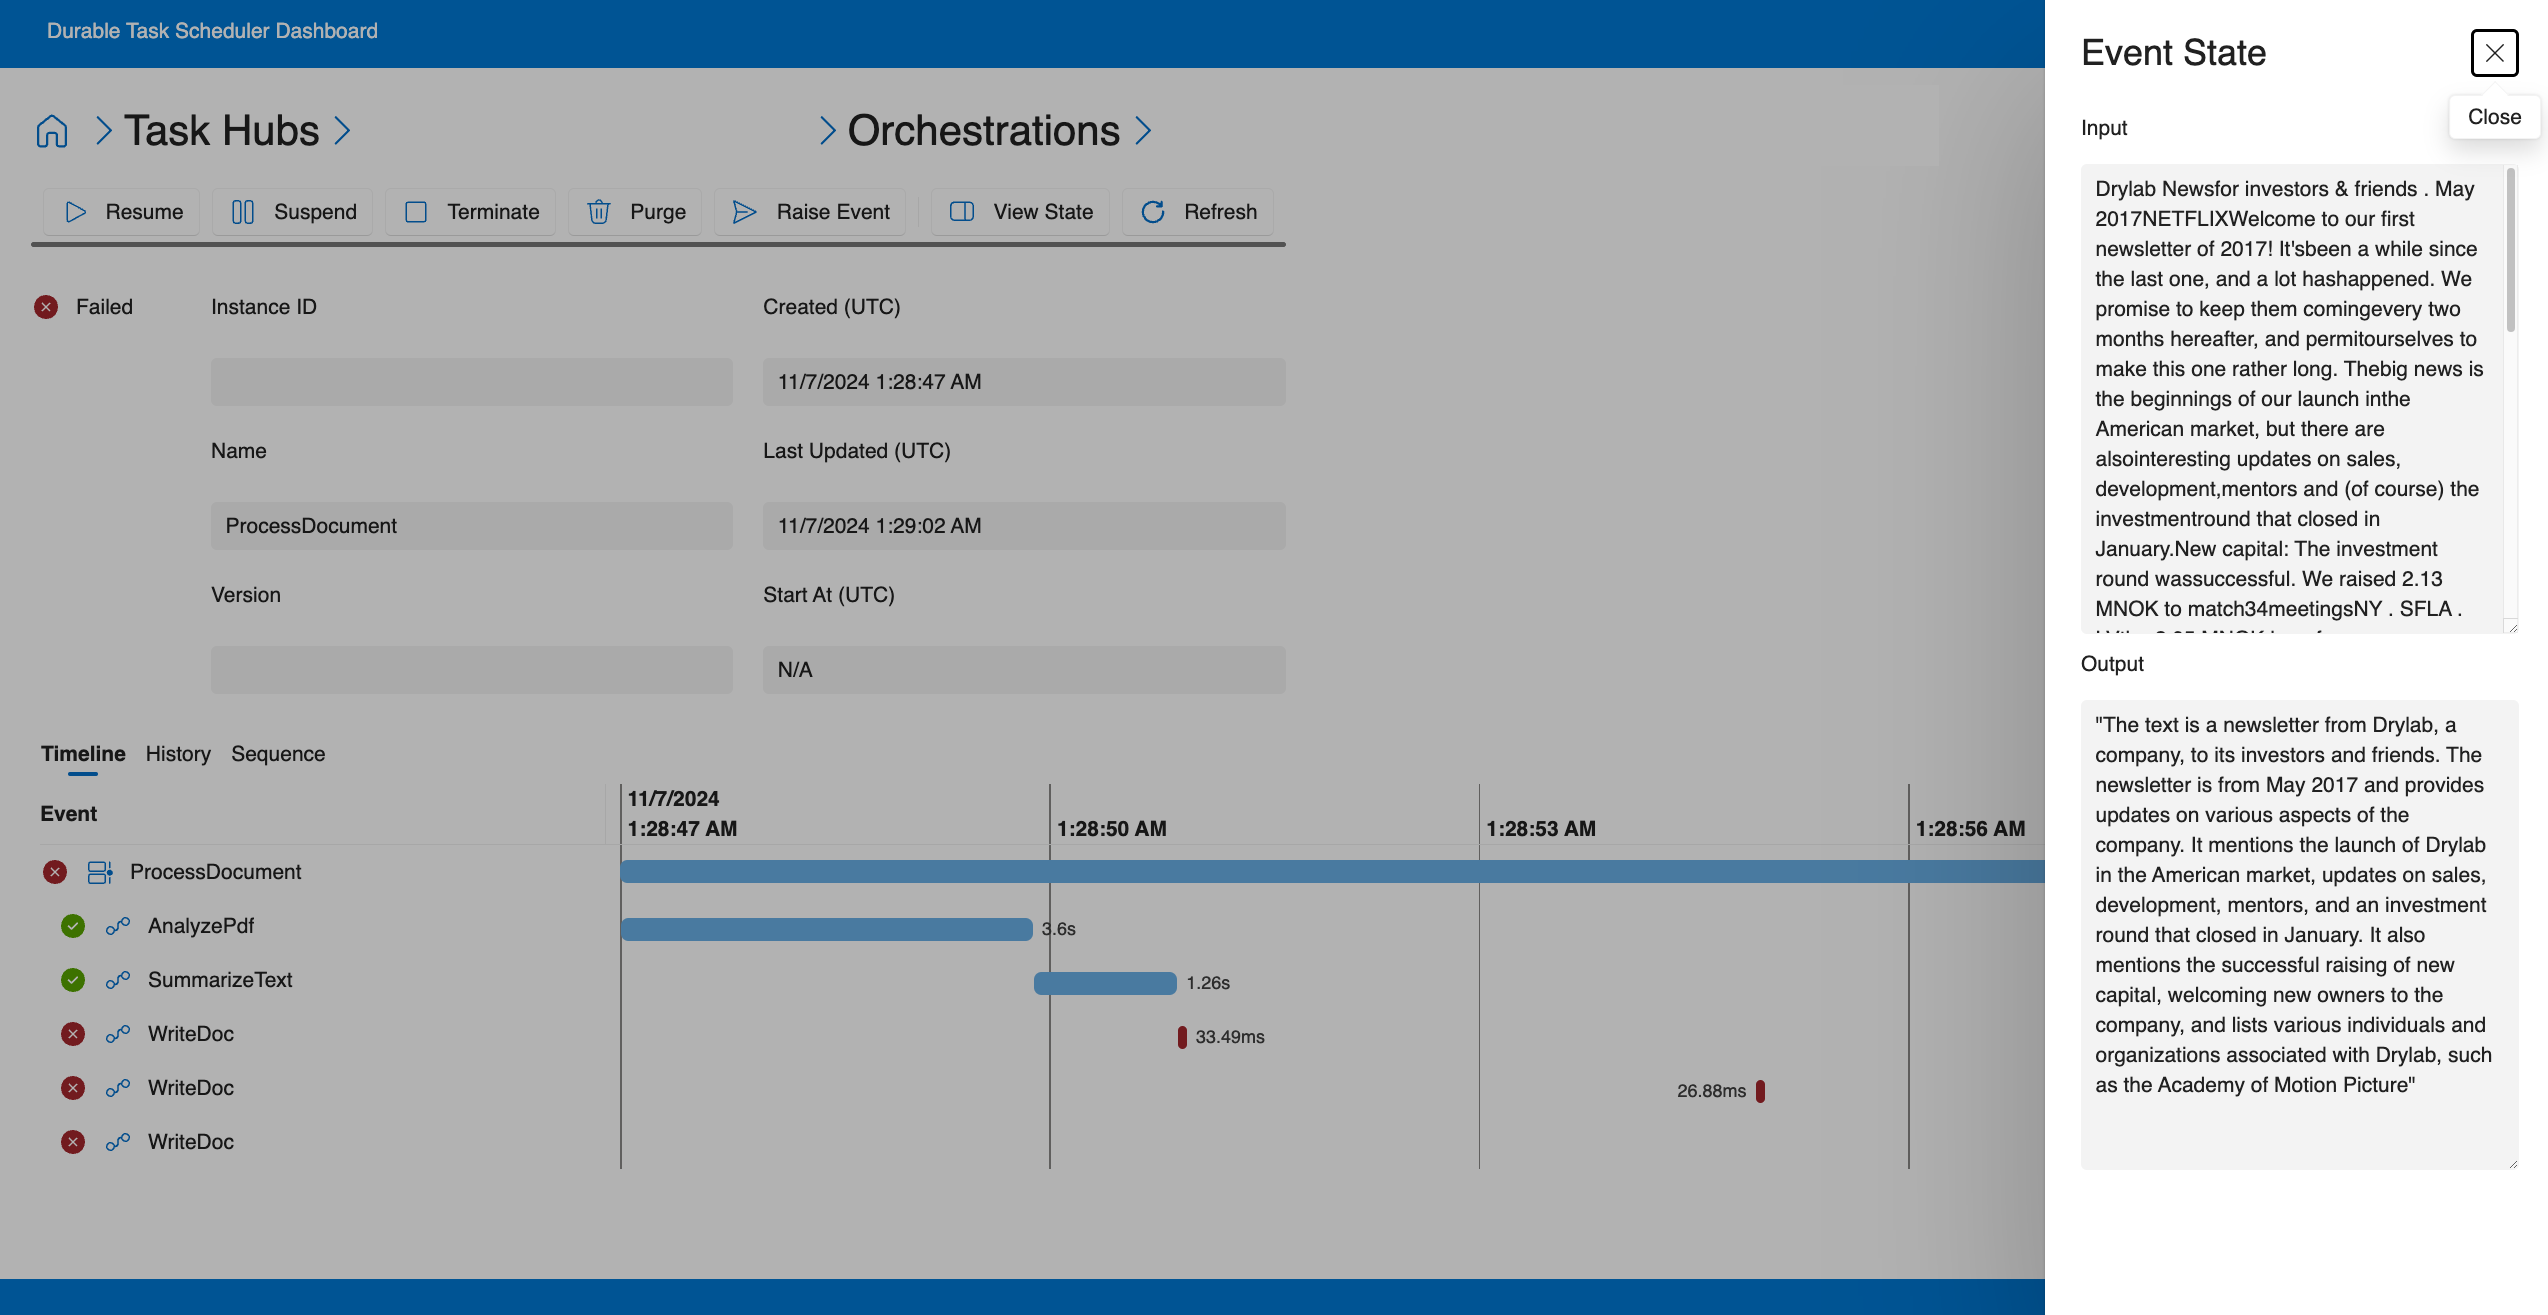 Durable Task Scheduler Dashboard
Task Hubs
Orchestrations
Resume
Suspend
Terminate
Purge
Raise Event
View State
Refresh
Failed
Instance ID
Created (UTC)
11/7/2024 1:28:47 AM
Name
Last Updated (UTC)
ProcessDocument
11/7/2024 1:29:02 AM
Version
Start At (UTC)
N/A
Timeline
History
Sequence
Event
11/7/2024
1:28:47 AM
1:28:50 AM
1:28:53 AM
1:28:56 AM
ProcessDocument
AnalyzePdf
3.6s
SummarizeText
1.26s
WriteDoc
33.49ms
WriteDoc
26.88ms
WriteDoc
Event State
Close
Input
Drylab Newsfor investors & friends . May
2017NETFLIXWelcome to our first
newsletter of 2017! It'sbeen a while since
the last one, and a lot hashappened. We
promise to keep them comingevery two
months hereafter, and permitourselves to
make this one rather long. Thebig news is
the beginnings of our launch inthe
American market, but there are
alsointeresting updates on sales,
development,mentors and (of course) the
investmentround that closed in
January.New capital: The investment
round wassuccessful. We raised 2.13
MNOK to match34meetingsNY . SFLA .
Output
"The text is a newsletter from Drylab, a
company, to its investors and friends. The
newsletter is from May 2017 and provides
updates on various aspects of the
company. It mentions the launch of Drylab
in the American market, updates on sales,
development, mentors, and an investment
round that closed in January. It also
mentions the successful raising of new
capital, welcoming new owners to the
company, and lists various individuals and
organizations associated with Drylab, such
as the Academy of Motion Picture"